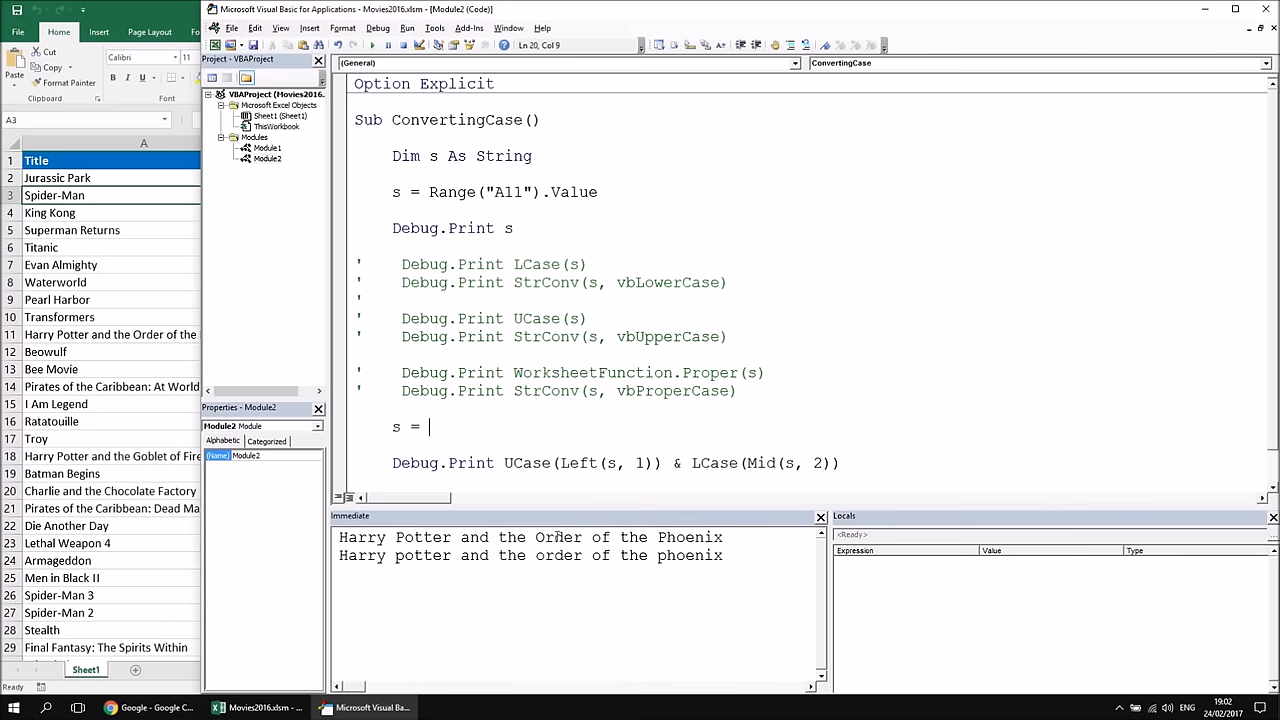 Microsoft Visual Basic for Applications - Movies2016.xlsm - [Module2 (Code)]
File Home Insert Page Layout Fo
File Edit View Insert Format Debug Run Tools Add-Ins Window Help
Cut
Copy
Format Painter
Paste
Clipboard
Calibri 11
B I U
Font
Ln 20, Col 9
A3
Project - VBAProject
VBAProject (Movies2016.
Microsoft Excel Objects
Sheet1 (Sheet1)
ThisWorkbook
Modules
Module1
Module2
Properties - Module2
Module2 Module
Alphabetic Categorized
(Name) Module2
A
1 Title
2 Jurassic Park
3 Spider-Man
4 King Kong
5 Superman Returns
6 Titanic
7 Evan Almighty
8 Waterworld
9 Pearl Harbor
10 Transformers
11 Harry Potter and the Order of the
12 Beowulf
13 Bee Movie
14 Pirates of the Caribbean: At World
15 I Am Legend
16 Ratatouille
17 Troy
18 Harry Potter and the Goblet of Fire
19 Batman Begins
20 Charlie and the Chocolate Factory
21 Pirates of the Caribbean: Dead Ma
22 Die Another Day
23 Lethal Weapon 4
24 Armageddon
25 Men in Black II
26 Spider-Man 3
27 Spider-Man 2
28 Stealth
29 Final Fantasy: The Spirits Within
Sheet1
Ready
(General) ConvertingCase
Option Explicit
Sub ConvertingCase()
Dim s As String
s = Range("A11").Value
Debug.Print s
' Debug.Print LCase(s)
' Debug.Print StrConv(s, vbLowerCase)
'
' Debug.Print UCase(s)
' Debug.Print StrConv(s, vbUpperCase)
' Debug.Print WorksheetFunction.Proper(s)
' Debug.Print StrConv(s, vbProperCase)
s =
Debug.Print UCase(Left(s, 1)) & LCase(Mid(s, 2))
Immediate
Harry Potter and the Order of the Phoenix
Harry potter and the order of the phoenix
Locals
<Ready>
Expression Value Type
Google - Google C...
Movies2016.xlsm - ...
Microsoft Visual Ba...
ENG
19:02
24/02/2017